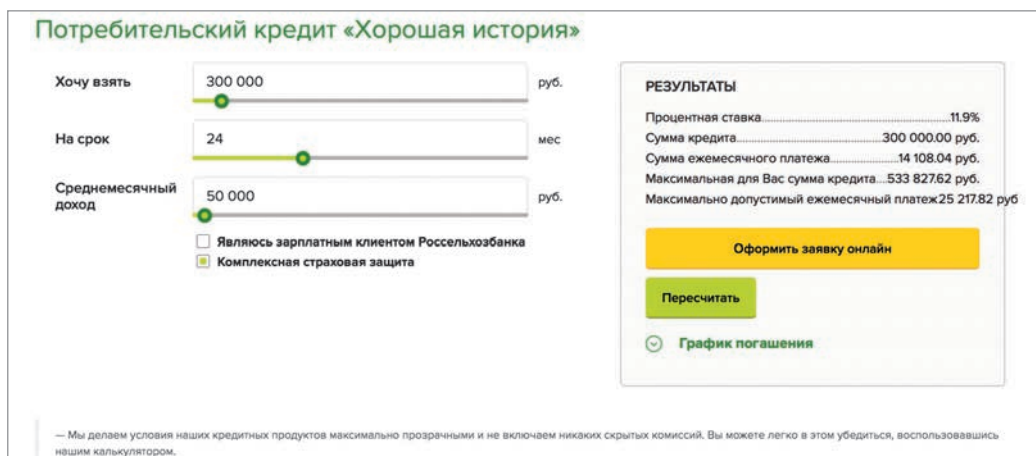 Потребительский кредит «Хорошая история»
Хочу взять 300 000 руб.
На срок 24 мес
Среднемесячный доход 50 000 руб.
Являюсь зарплатным клиентом Россельхозбанка
Комплексная страховая защита
РЕЗУЛЬТАТЫ
Процентная ставка 11.9%
Сумма кредита 300 000.00 руб.
Сумма ежемесячного платежа 14 108.04 руб.
Максимальная для Вас сумма кредита 533 827.62 руб.
Максимально допустимый ежемесячный платеж 25 217.82 руб
Оформить заявку онлайн
Пересчитать
График погашения
— Мы делаем условия наших кредитных продуктов максимально прозрачными и не включаем никаких скрытых комиссий. Вы можете легко в этом убедиться, воспользовавшись
нашим калькулятором.